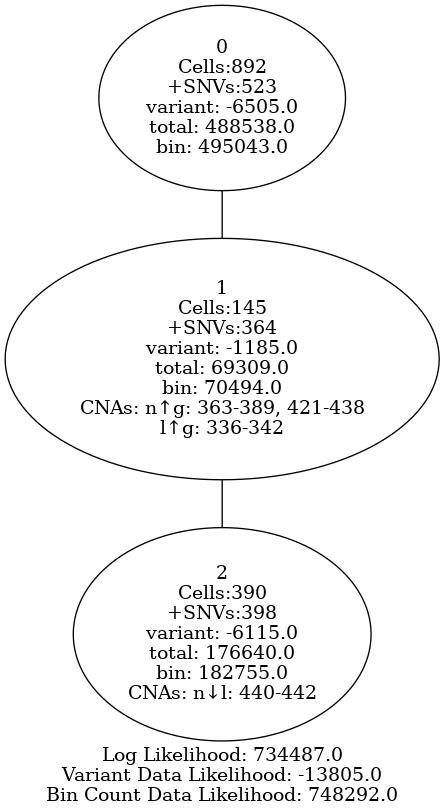 0
Cells:892
+SNVs:523
variant: -6505.0
total: 488538.0
bin: 495043.0
1
Cells:145
+SNVs:364
variant: -1185.0
total: 69309.0
bin: 70494.0
CNAs: n↑g: 363-389, 421-438
l↑g: 336-342
2
Cells:390
+SNVs:398
variant: -6115.0
total: 176640.0
bin: 182755.0
CNAs: n↓l: 440-442
Log Likelihood: 734487.0
Variant Data Likelihood: -13805.0
Bin Count Data Likelihood: 748292.0